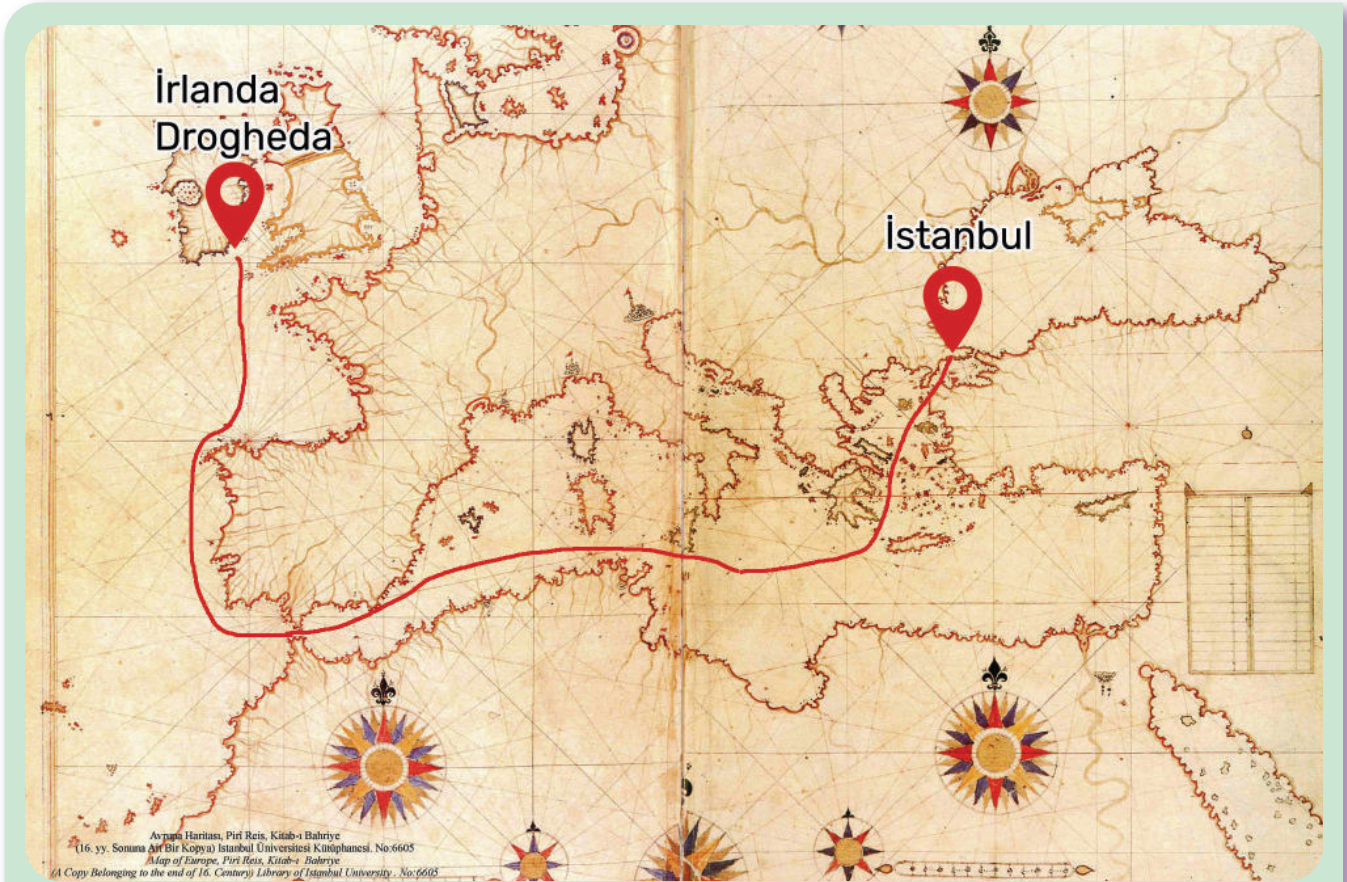 İrlanda
Drogheda
İstanbul
Avrupa Haritası, Pirî Reis, Kitab-ı Bahriye
(16. yy. Sonuna Ait Bir Kopya) Istanbul Üniversitesi Kütüphanesi. No:6605
Map of Europe, Piri Reis, Kitab-ı Bahriye
(A Copy Belonging to the end of 16. Century) Library of Istanbul University . No:6605